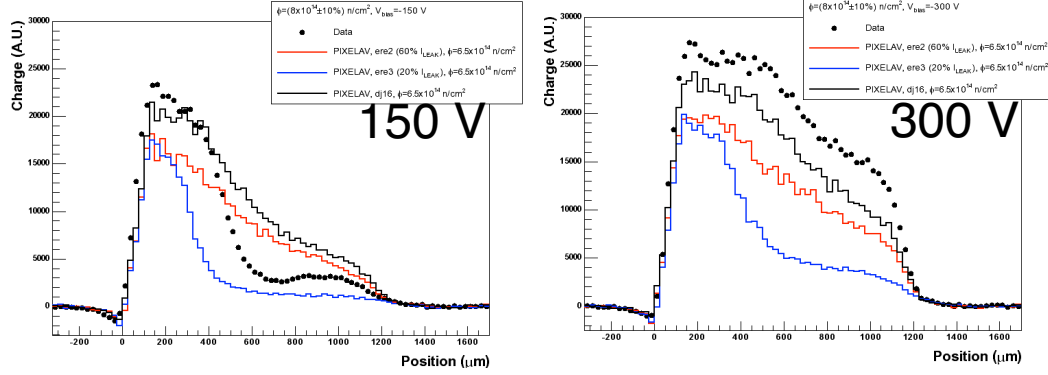 ϕ=(8x10¹⁴±10%) n/cm², V_bias=-150 V
Data
PIXELAV, ere2 (60% I_LEAK), ϕ=6.5x10¹⁴ n/cm²
PIXELAV, ere3 (20% I_LEAK), ϕ=6.5x10¹⁴ n/cm²
PIXELAV, dj16, ϕ=6.5x10¹⁴ n/cm²
150 V
Charge (A.U.)
30000
25000
20000
15000
10000
5000
0
-200 0 200 400 600 800 1000 1200 1400 1600
Position (μm)
ϕ=(8x10¹⁴±10%) n/cm², V_bias=-300 V
Data
PIXELAV, ere2 (60% I_LEAK), ϕ=6.5x10¹⁴ n/cm²
PIXELAV, ere3 (20% I_LEAK), ϕ=6.5x10¹⁴ n/cm²
PIXELAV, dj16, ϕ=6.5x10¹⁴ n/cm²
300 V
Charge (A.U.)
30000
25000
20000
15000
10000
5000
0
-200 0 200 400 600 800 1000 1200 1400 1600
Position (μm)